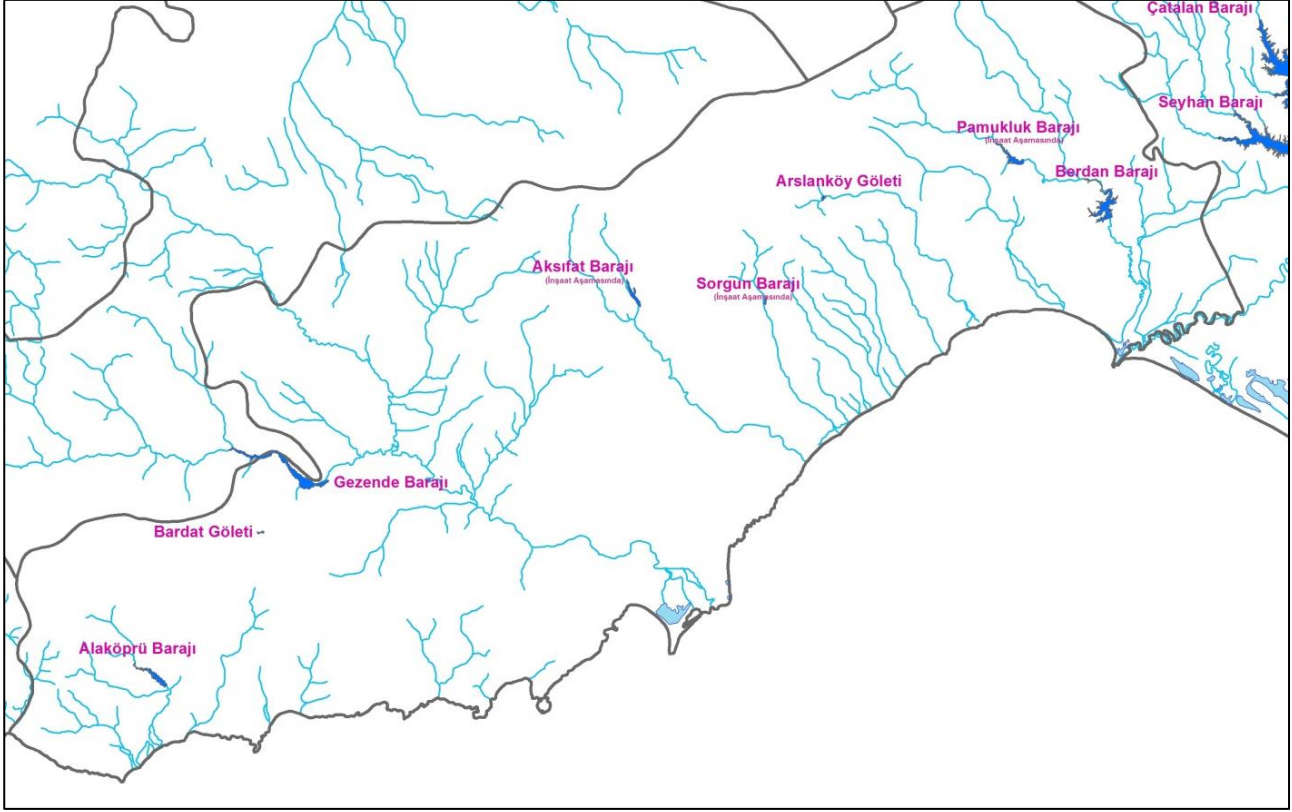 Çatalan Barajı
Seyhan Barajı
Pamukluk Barajı
(İnşaat Aşamasında)
Berdan Barajı
Arslanköy Göleti
Aksıfat Barajı
(İnşaat Aşamasında)
Sorgun Barajı
(İnşaat Aşamasında)
Gezende Barajı
Bardat Göleti
Alaköprü Barajı